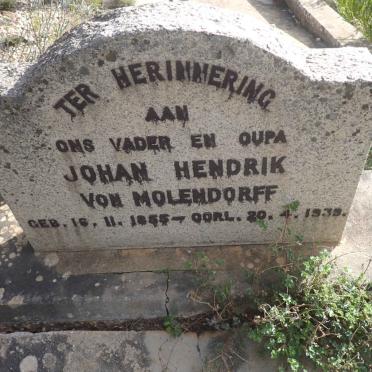 TER HERINNERING
AAN
ONS VADER EN OUPA
JOHAN HENDRIK
VON MOLENDORFF
GEB. 16. 11. 1855 – OORL. 20. 4. 1939.